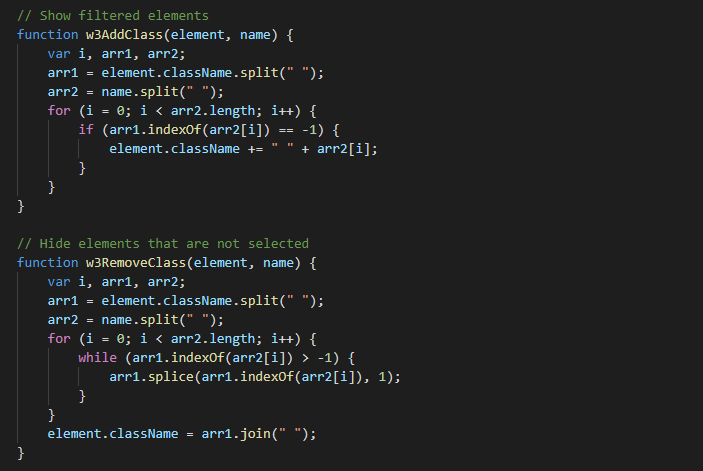 // Show filtered elements
function w3AddClass(element, name) {
    var i, arr1, arr2;
    arr1 = element.className.split(" ");
    arr2 = name.split(" ");
    for (i = 0; i < arr2.length; i++) {
        if (arr1.indexOf(arr2[i]) == -1) {
            element.className += " " + arr2[i];
        }
    }
}

// Hide elements that are not selected
function w3RemoveClass(element, name) {
    var i, arr1, arr2;
    arr1 = element.className.split(" ");
    arr2 = name.split(" ");
    for (i = 0; i < arr2.length; i++) {
        while (arr1.indexOf(arr2[i]) > -1) {
            arr1.splice(arr1.indexOf(arr2[i]), 1);
        }
    }
    element.className = arr1.join(" ");
}